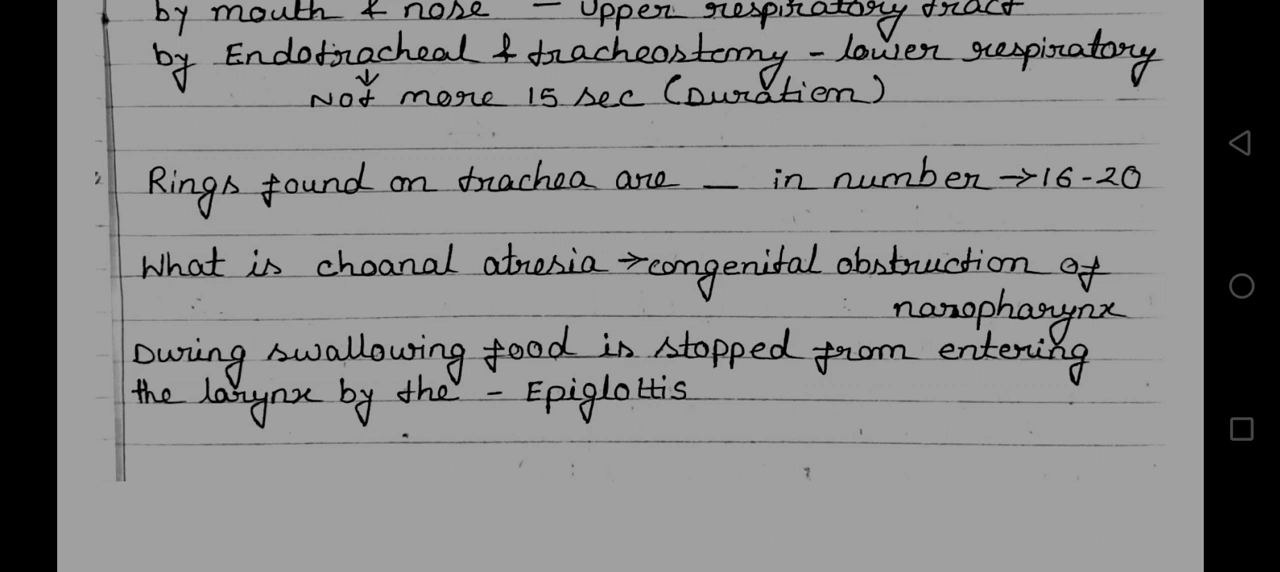 by mouth & nose - Upper respiratory tract
by Endotracheal & tracheostomy - lower respiratory
↓
Not more 15 sec (Duration)
Rings found on trachea are _ in number → 16-20
What is choanal atresia → congenital obstruction of
nasopharynx
During swallowing food is stopped from entering
the larynx by the - Epiglottis